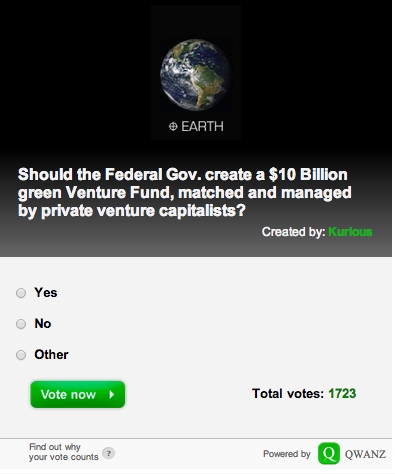 ⊕ EARTH
Should the Federal Gov. create a $10 Billion
green Venture Fund, matched and managed
by private venture capitalists?
Created by: Kurious
Yes
No
Other
Vote now
Total votes: 1723
Find out why
your vote counts ?
Powered by Q QWANZ